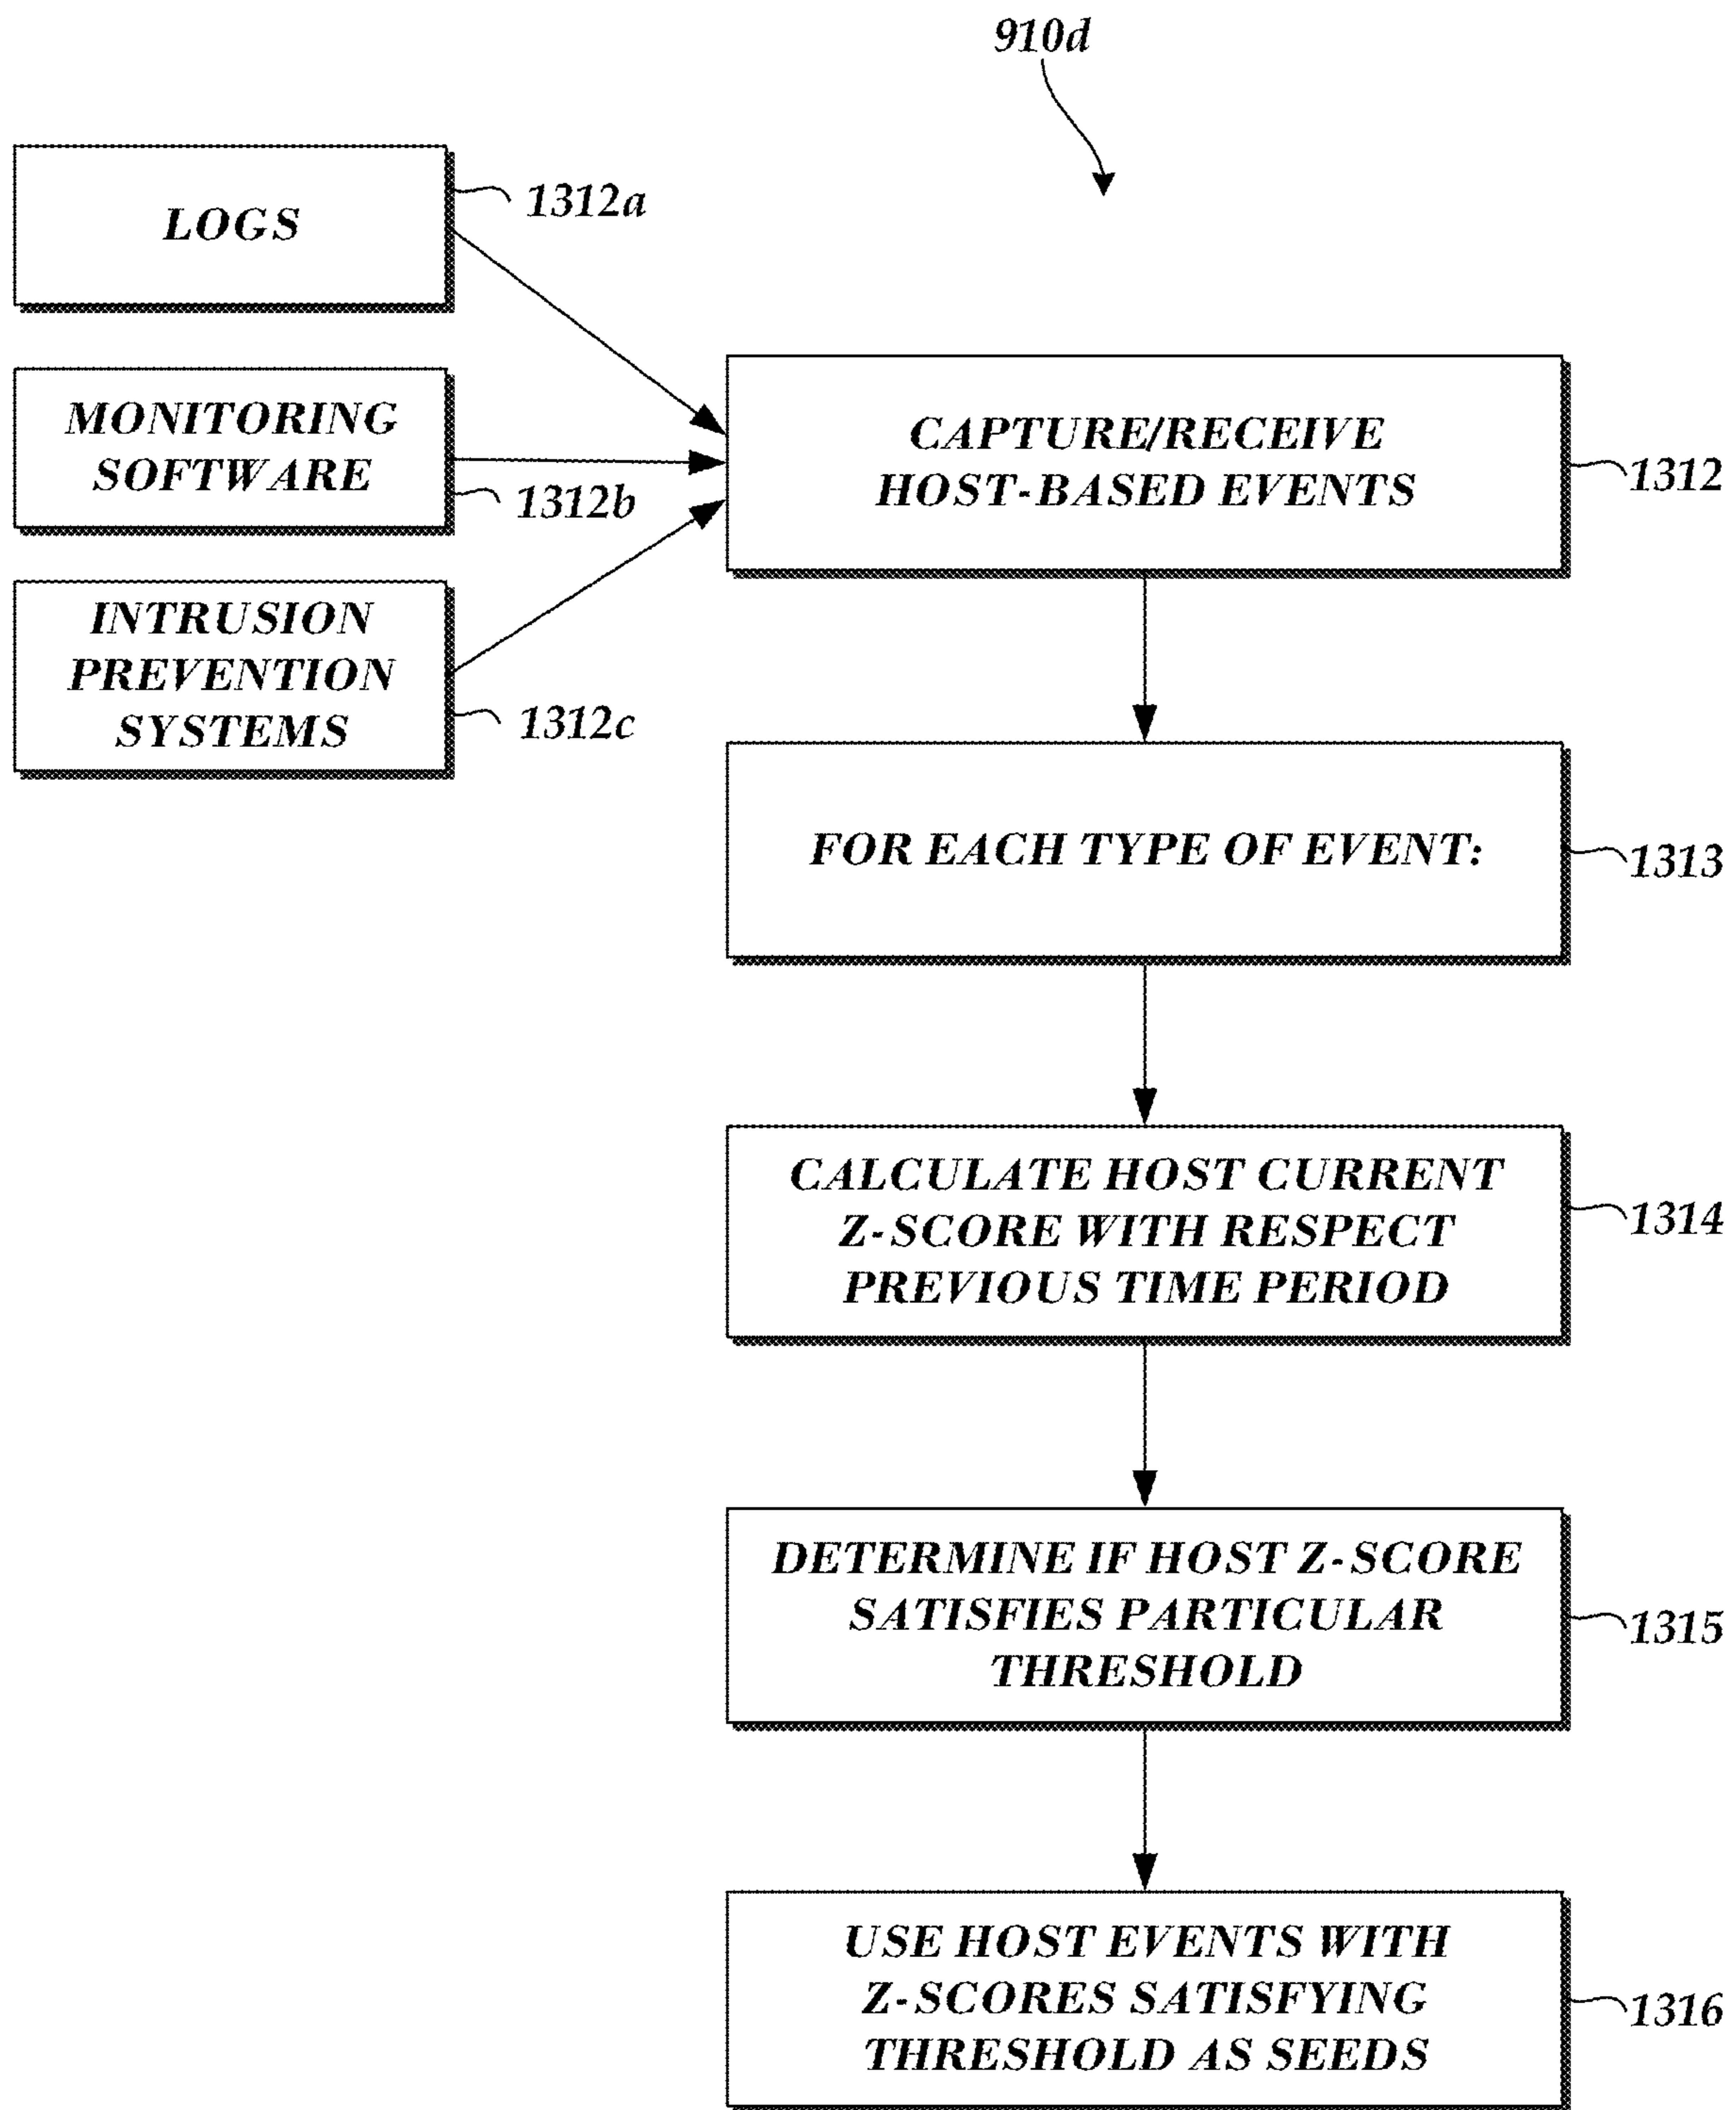 910d
LOGS
1312a
MONITORING
SOFTWARE
1312b
INTRUSION
PREVENTION
SYSTEMS
1312c
CAPTURE/RECEIVE
HOST-BASED EVENTS
1312
FOR EACH TYPE OF EVENT:
1313
CALCULATE HOST CURRENT
Z-SCORE WITH RESPECT
PREVIOUS TIME PERIOD
1314
DETERMINE IF HOST Z-SCORE
SATISFIES PARTICULAR
THRESHOLD
1315
USE HOST EVENTS WITH
Z-SCORES SATISFYING
THRESHOLD AS SEEDS
1316